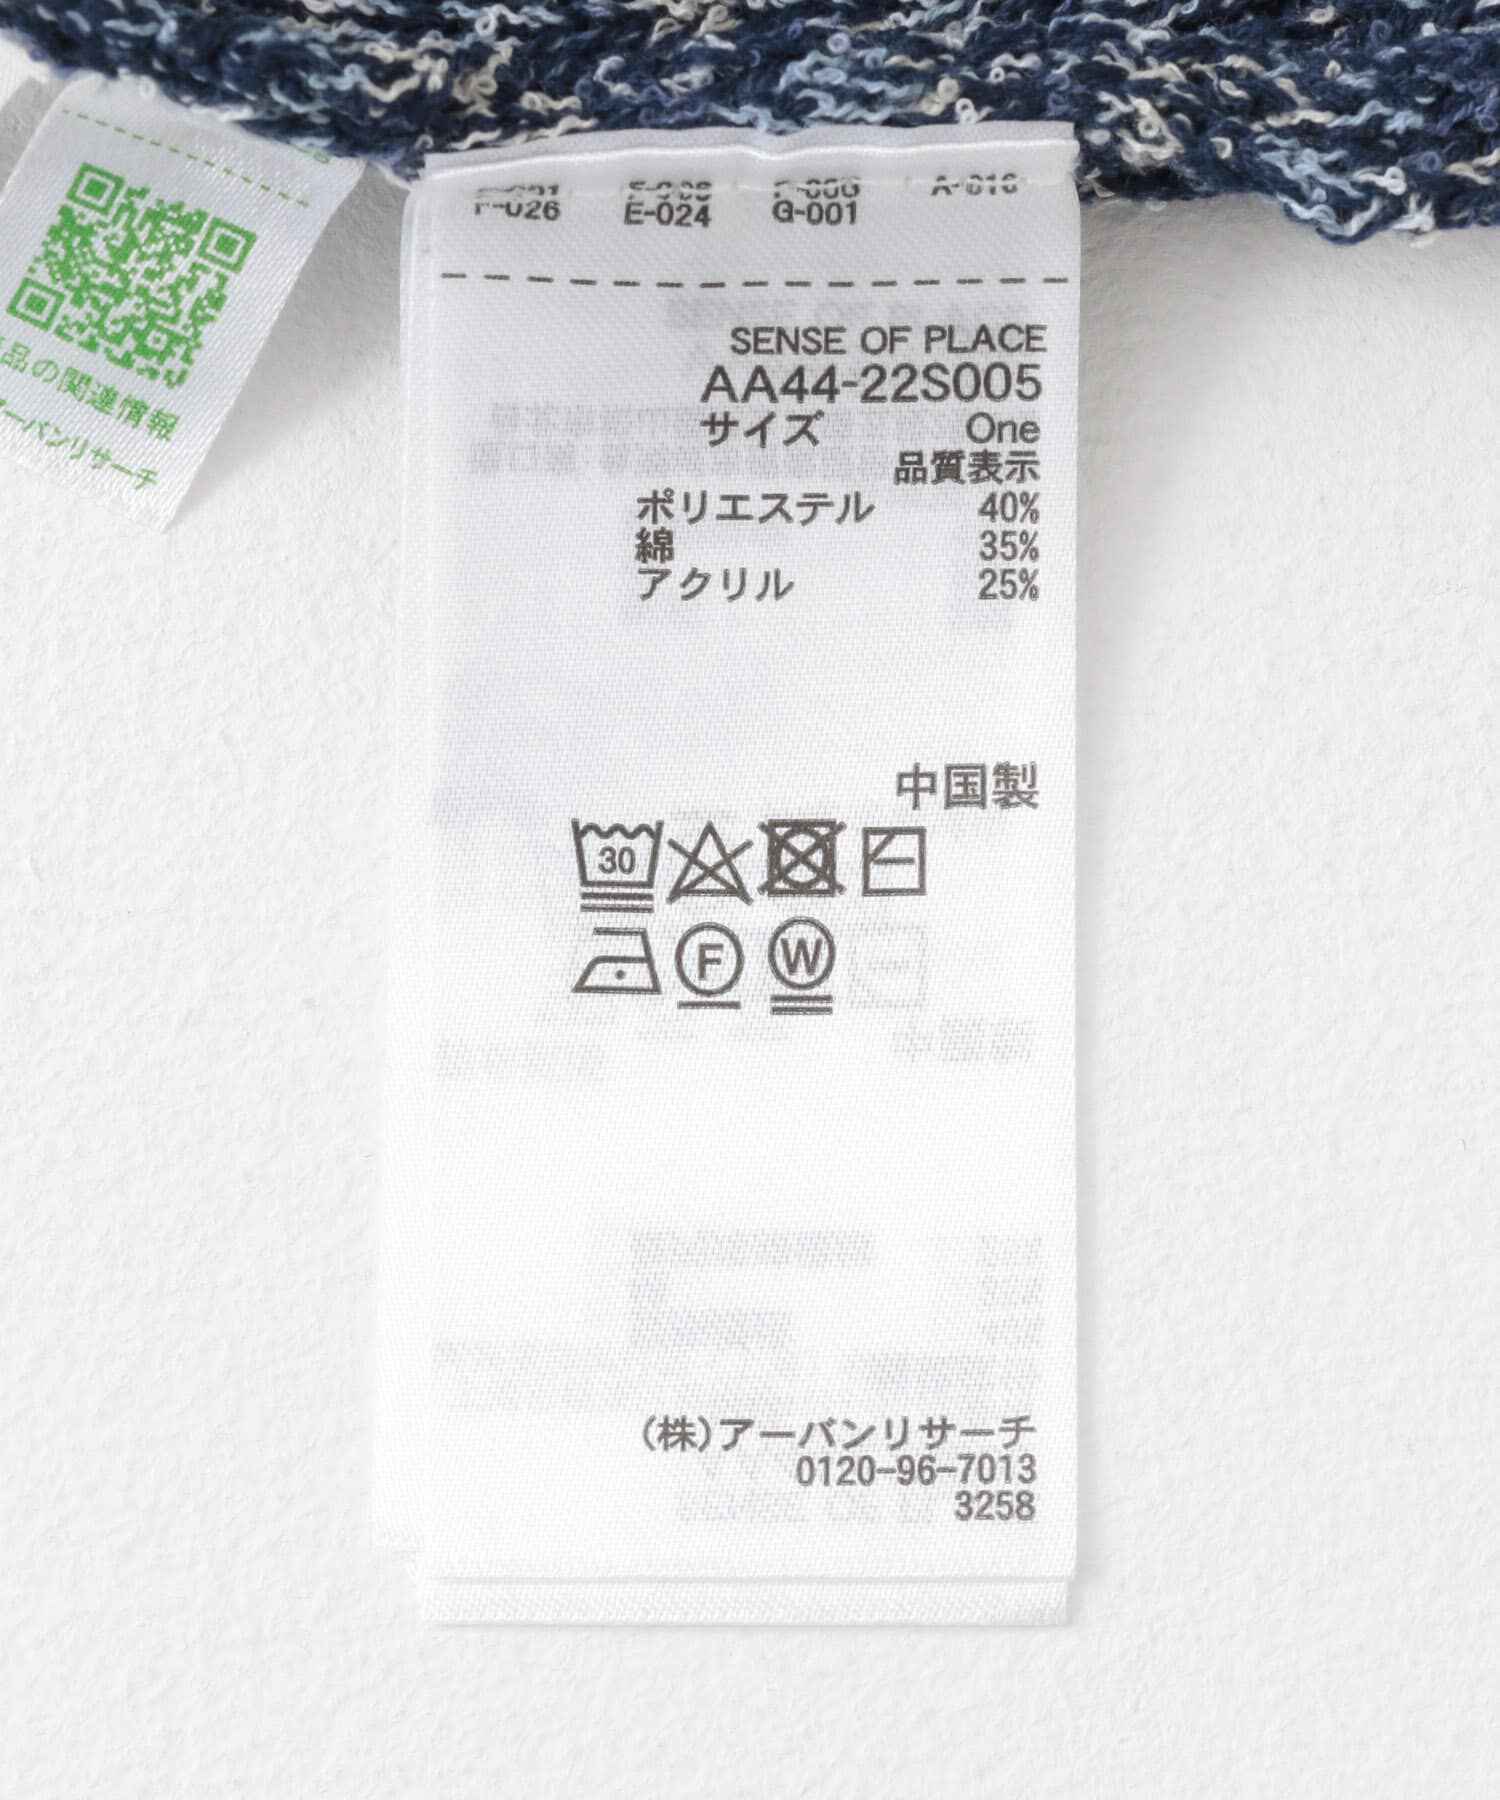 F-026 E-024 G-001
SENSE OF PLACE
AA44-22S005
サイズ One
品質表示
ポリエステル 40%
綿 35%
アクリル 25%
中国製
30
F W
(株)アーバンリサーチ
0120-96-7013
3258
品の関連情報
アーバンリサーチ